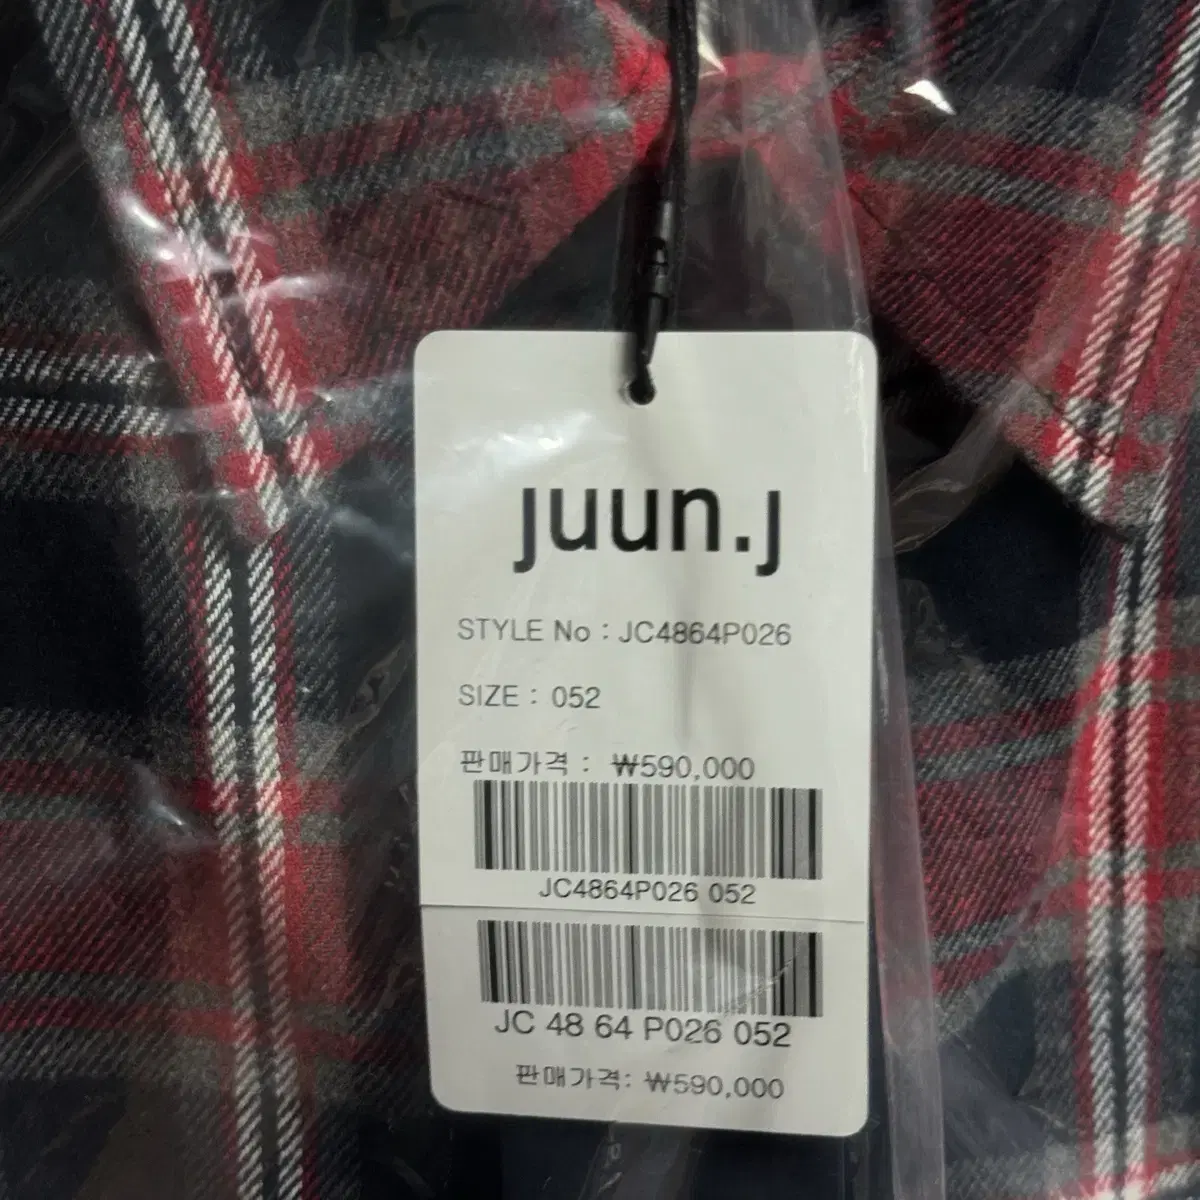 juun.j
STYLE No : JC4864P026
SIZE : 052
판매가격 : ₩590,000
JC4864P026 052
JC 48 64 P026 052
판매가격: ₩590,000